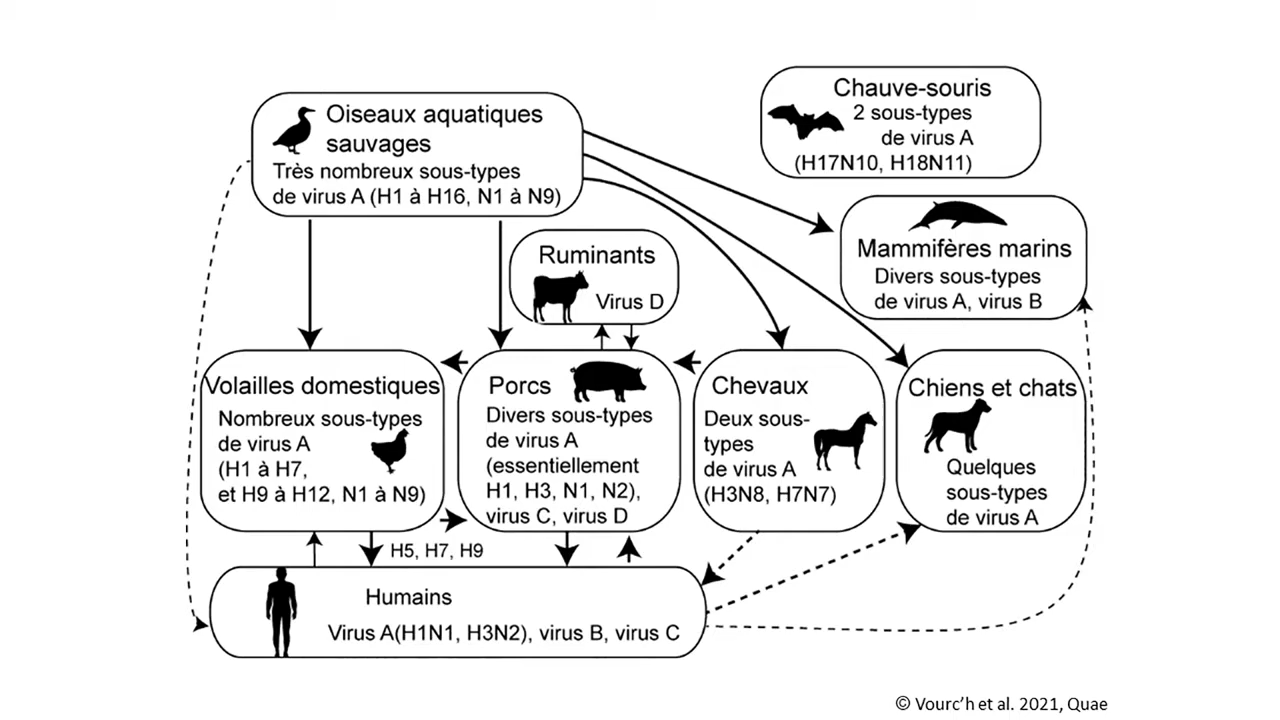 Oiseaux aquatiques
sauvages
Très nombreux sous-types
de virus A (H1 à H16, N1 à N9)
Chauve-souris
2 sous-types
de virus A
(H17N10, H18N11)
Mammifères marins
Divers sous-types
de virus A, virus B
Ruminants
Virus D
Volailles domestiques
Nombreux sous-types
de virus A
(H1 à H7,
et H9 à H12, N1 à N9)
Porcs
Divers sous-types
de virus A
(essentiellement
H1, H3, N1, N2),
virus C, virus D
Chevaux
Deux sous-
types
de virus A
(H3N8, H7N7)
Chiens et chats
Quelques
sous-types
de virus A
H5, H7, H9
Humains
Virus A(H1N1, H3N2), virus B, virus C
© Vourc'h et al. 2021, Quae